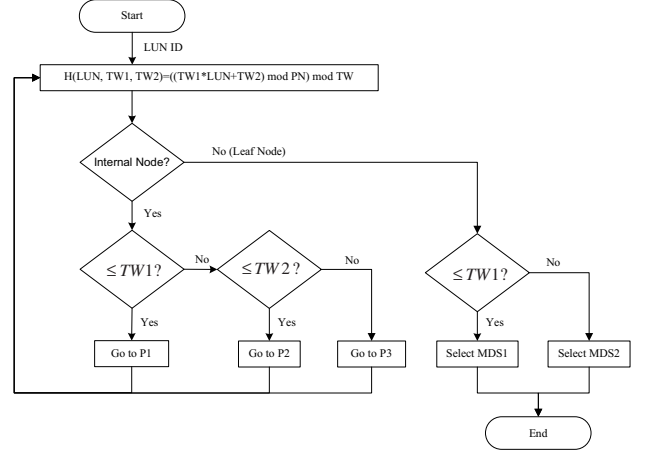 Start
LUN ID
H(LUN, TW1, TW2)=((TW1*LUN+TW2) mod PN) mod TW
Internal Node?
No (Leaf Node)
Yes
≤TW1?
No
≤TW2?
No
≤TW1?
No
Yes
Yes
Yes
Go to P1
Go to P2
Go to P3
Select MDS1
Select MDS2
End